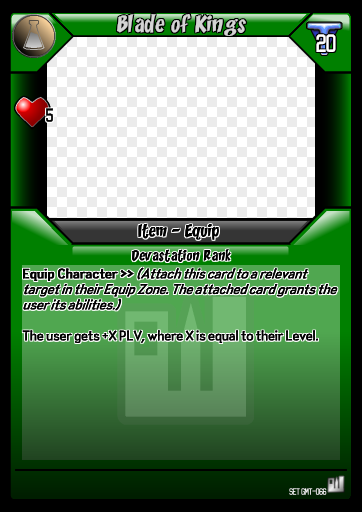 Blade of Kings
20
5
Item - Equip
Devastation Rank
Equip Character >> (Attach this card to a relevant
target in their Equip Zone. The attached card grants the
user its abilities.)
The user gets +X PLV, where X is equal to their Level.
SET GMT-066